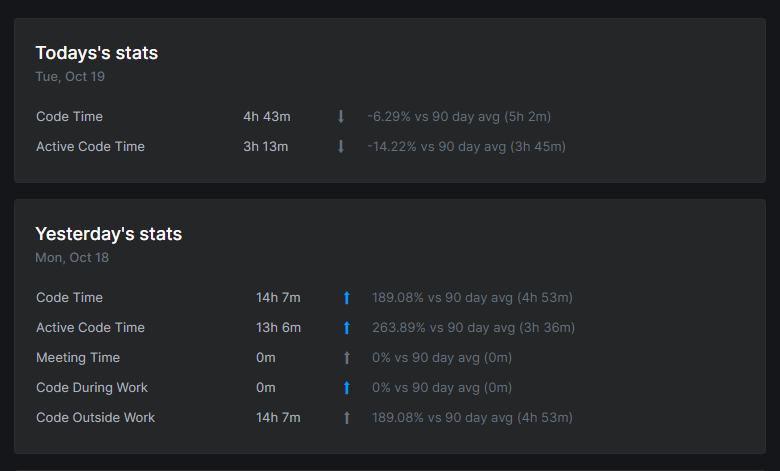 Todays's stats
Tue, Oct 19
Code Time 4h 43m -6.29% vs 90 day avg (5h 2m)
Active Code Time 3h 13m -14.22% vs 90 day avg (3h 45m)
Yesterday's stats
Mon, Oct 18
Code Time 14h 7m 189.08% vs 90 day avg (4h 53m)
Active Code Time 13h 6m 263.89% vs 90 day avg (3h 36m)
Meeting Time 0m 0% vs 90 day avg (0m)
Code During Work 0m 0% vs 90 day avg (0m)
Code Outside Work 14h 7m 189.08% vs 90 day avg (4h 53m)